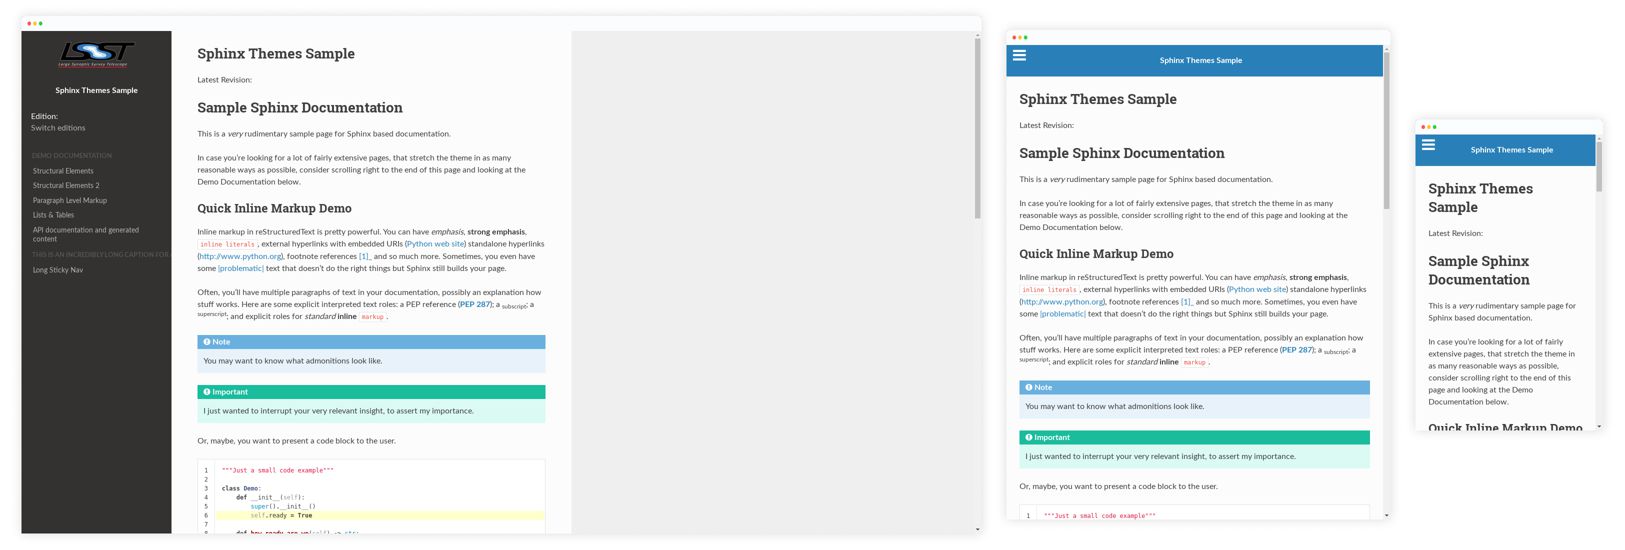 LSST
Large Synoptic Survey Telescope
Sphinx Themes Sample
Edition:
Switch editions
DEMO DOCUMENTATION
Structural Elements
Structural Elements 2
Paragraph Level Markup
Lists & Tables
API documentation and generated
content
THIS IS AN INCREDIBLY LONG CAPTION FOR A
Long Sticky Nav
Sphinx Themes Sample
Latest Revision:
Sample Sphinx Documentation
This is a very rudimentary sample page for Sphinx based documentation.
In case you're looking for a lot of fairly extensive pages, that stretch the theme in as many
reasonable ways as possible, consider scrolling right to the end of this page and looking at the
Demo Documentation below.
Quick Inline Markup Demo
Inline markup in reStructuredText is pretty powerful. You can have emphasis, strong emphasis,
inline literals, external hyperlinks with embedded URIs (Python web site) standalone hyperlinks
(http://www.python.org), footnote references [1]_ and so much more. Sometimes, you even have
some |problematic| text that doesn't do the right things but Sphinx still builds your page.
Often, you'll have multiple paragraphs of text in your documentation, possibly an explanation how
stuff works. Here are some explicit interpreted text roles: a PEP reference (PEP 287); a subscript; a
superscript; and explicit roles for standard inline markup.
Note
You may want to know what admonitions look like.
Important
I just wanted to interrupt your very relevant insight, to assert my importance.
Or, maybe, you want to present a code block to the user.
1 """Just a small code example"""
2
3 class Demo:
4 def __init__(self):
5 super().__init__()
6 self.ready = True
7
Sphinx Themes Sample
Sphinx Themes Sample
Latest Revision:
Sample Sphinx Documentation
This is a very rudimentary sample page for Sphinx based documentation.
In case you're looking for a lot of fairly extensive pages, that stretch the theme in as many
reasonable ways as possible, consider scrolling right to the end of this page and looking at the
Demo Documentation below.
Quick Inline Markup Demo
Inline markup in reStructuredText is pretty powerful. You can have emphasis, strong emphasis,
inline literals, external hyperlinks with embedded URIs (Python web site) standalone hyperlinks
(http://www.python.org), footnote references [1]_ and so much more. Sometimes, you even have
some |problematic| text that doesn't do the right things but Sphinx still builds your page.
Often, you'll have multiple paragraphs of text in your documentation, possibly an explanation how
stuff works. Here are some explicit interpreted text roles: a PEP reference (PEP 287); a subscript; a
superscript; and explicit roles for standard inline markup.
Note
You may want to know what admonitions look like.
Important
I just wanted to interrupt your very relevant insight, to assert my importance.
Or, maybe, you want to present a code block to the user.
1 """Just a small code example"""
Sphinx Themes Sample
Sphinx Themes
Sample
Latest Revision:
Sample Sphinx
Documentation
This is a very rudimentary sample page for
Sphinx based documentation.
In case you're looking for a lot of fairly
extensive pages, that stretch the theme in
as many reasonable ways as possible,
consider scrolling right to the end of this
page and looking at the Demo
Documentation below.
Quick Inline Markup Demo